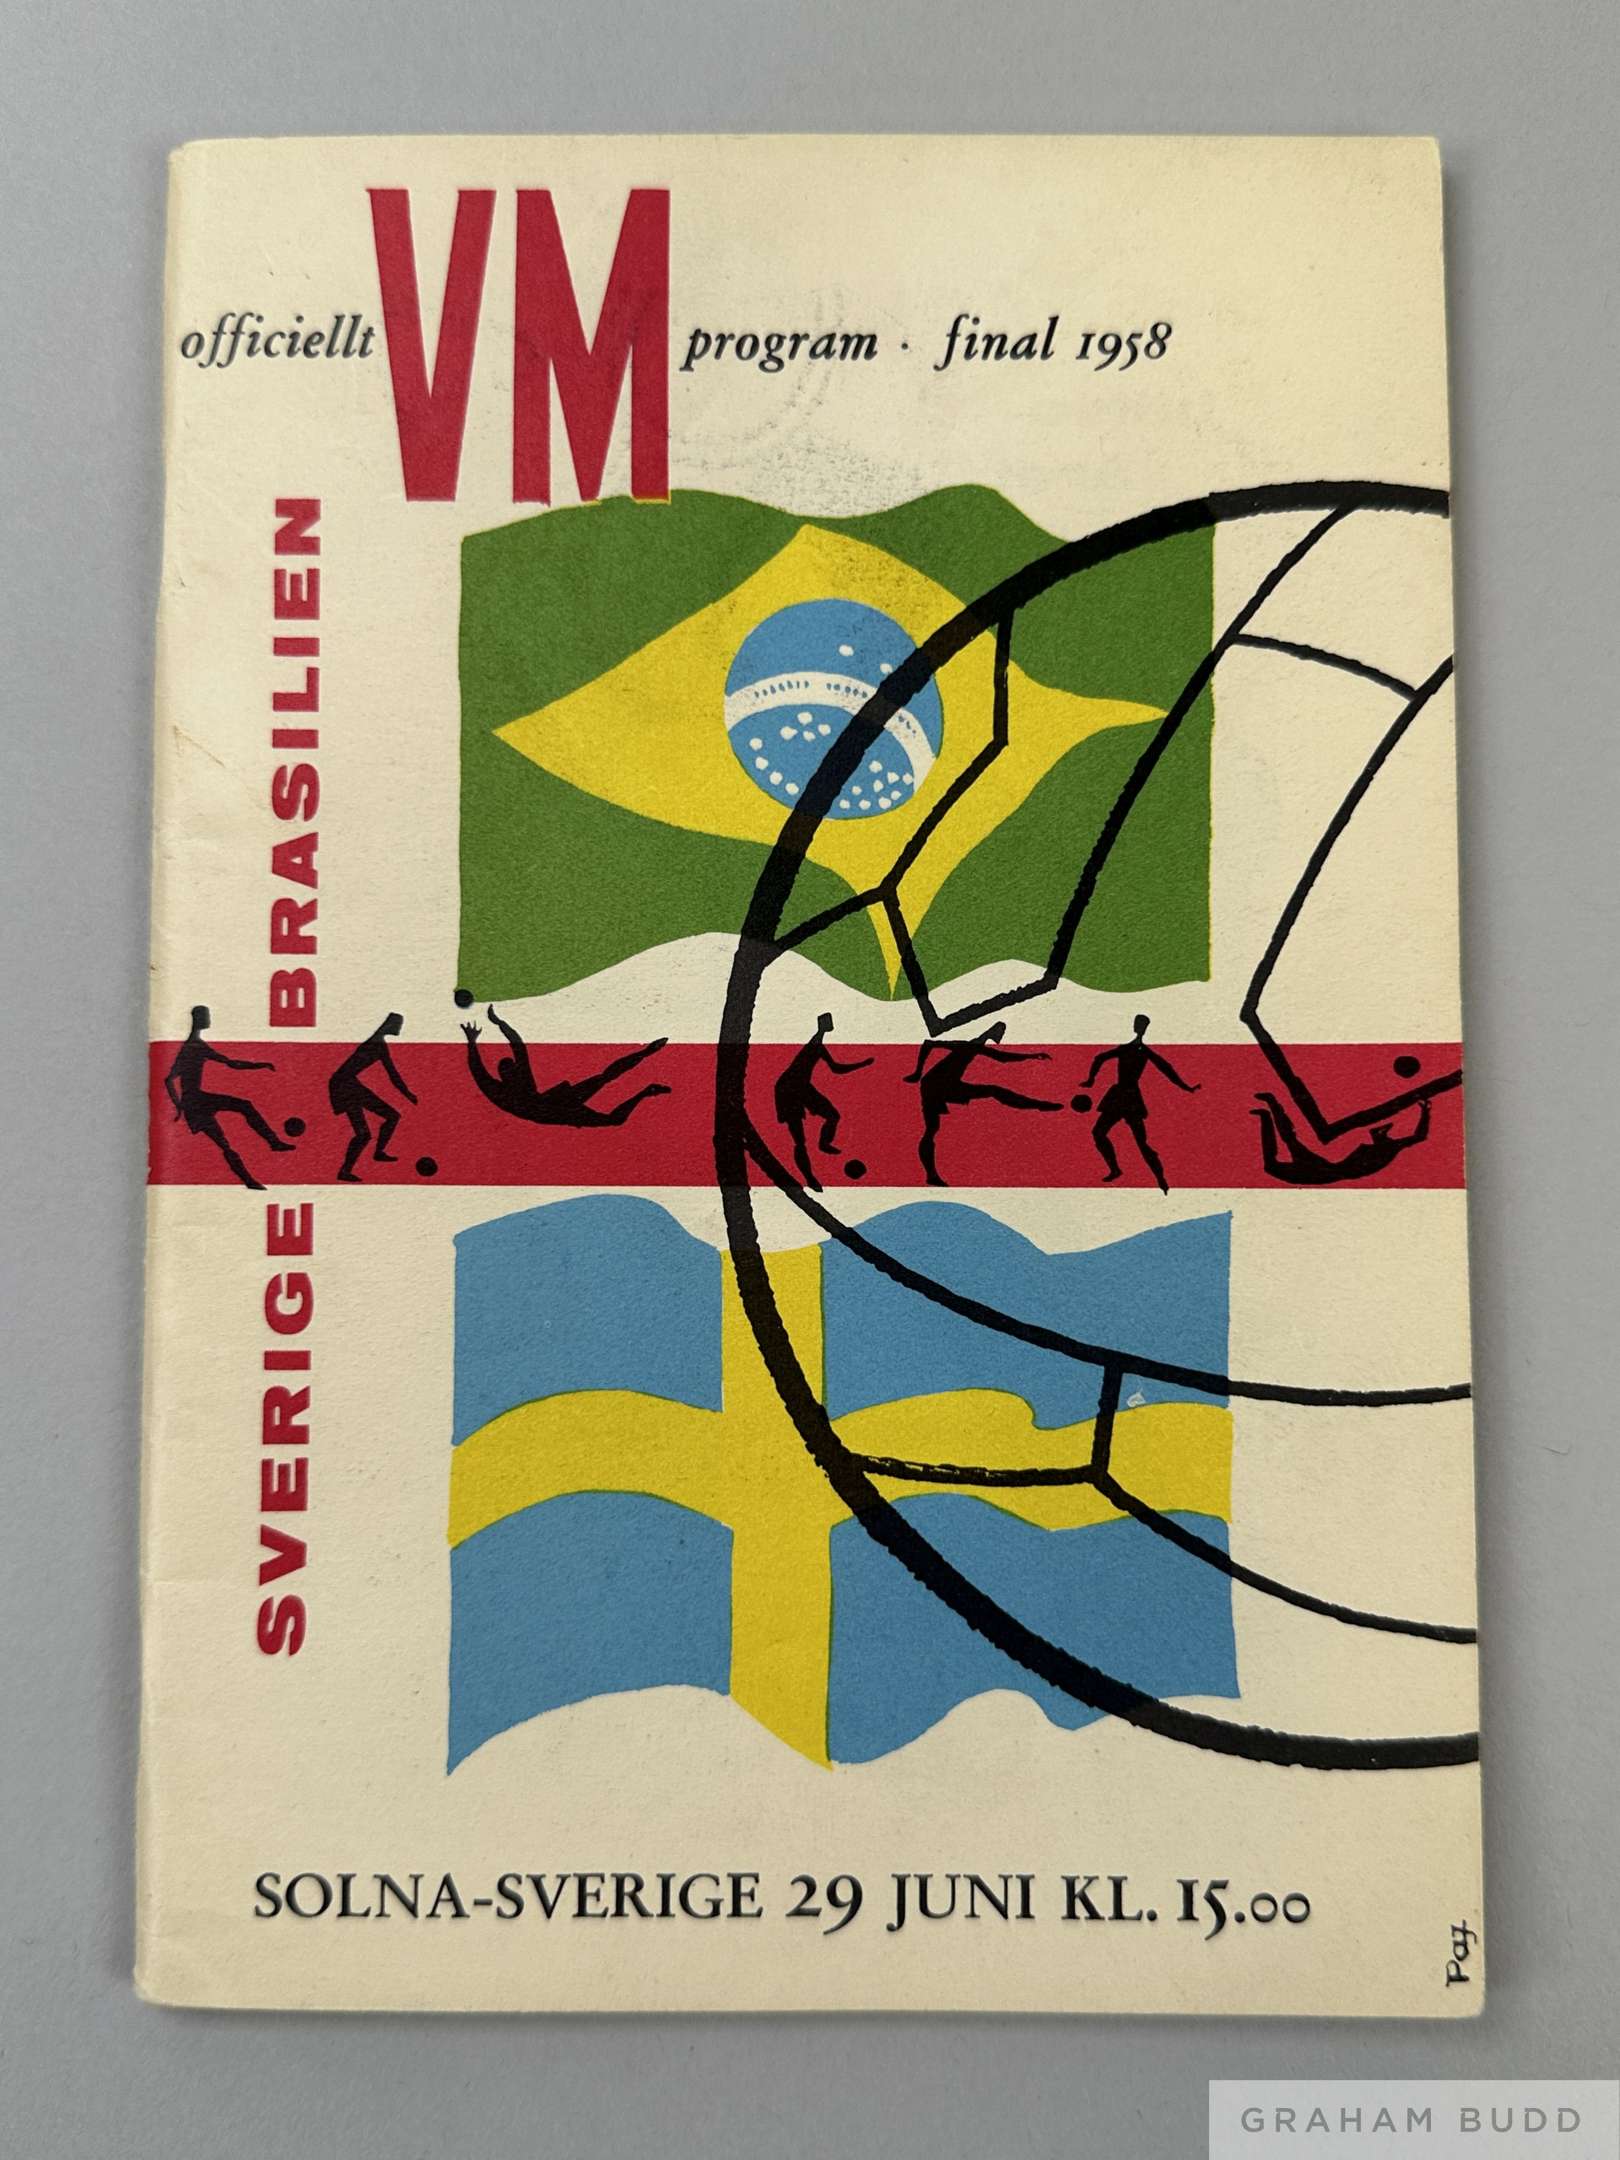 officiellt VM program · final 1958
BRASILIEN
SVERIGE
SOLNA-SVERIGE 29 JUNI KL. 15.00
GRAHAM BUDD